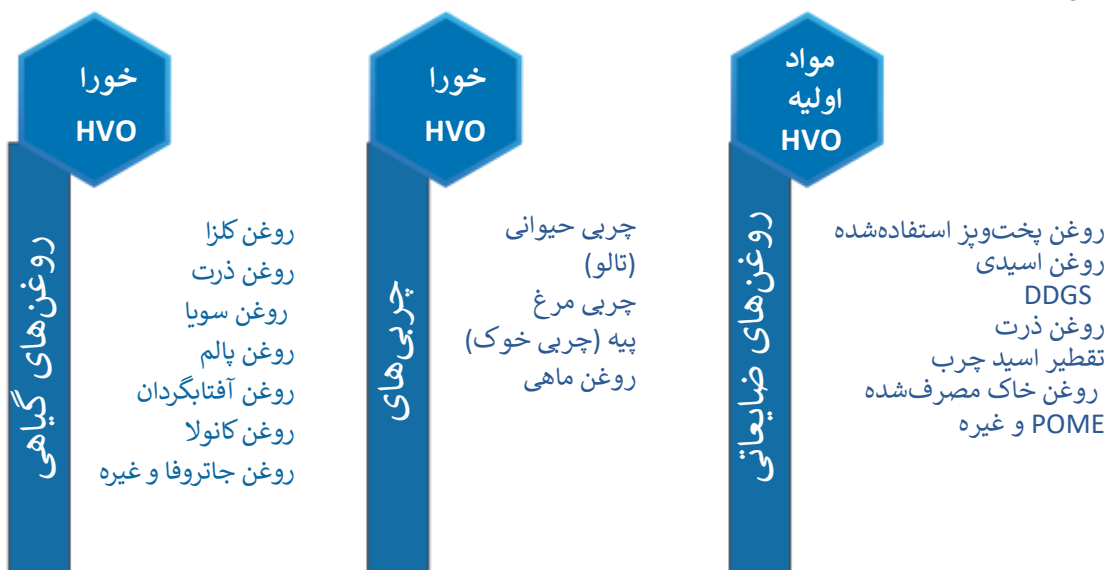 مواد
اولیه
HVO
روغن‌های ضایعاتی
روغن پخت‌وپز استفاده‌شده
روغن اسیدی
DDGS
روغن ذرت
تقطیر اسید چرب
روغن خاک مصرف‌شده
POME و غیره
خورا
HVO
چربی‌های
چربی حیوانی
(تالو)
چربی مرغ
پیه (چربی خوک)
روغن ماهی
خورا
HVO
روغن‌های گیاهی
روغن کلزا
روغن ذرت
روغن سویا
روغن پالم
روغن آفتابگردان
روغن کانولا
روغن جاتروفا و غیره